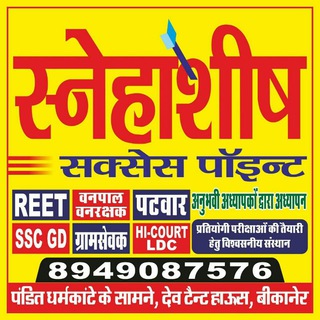 स्नेहाशीष
सक्सेस पॉइन्ट
REET वनपाल वनरक्षक पटवार अनुभवी अध्यापकों द्वारा अध्यापन
SSC GD ग्रामसेवक HI-COURT LDC प्रतियोगी परीक्षाओं की तैयारी हेतु विश्वसनीय संस्थान
8949087576
पंडित धर्मकांटे के सामने, देव टैन्ट हाऊस, बीकानेर